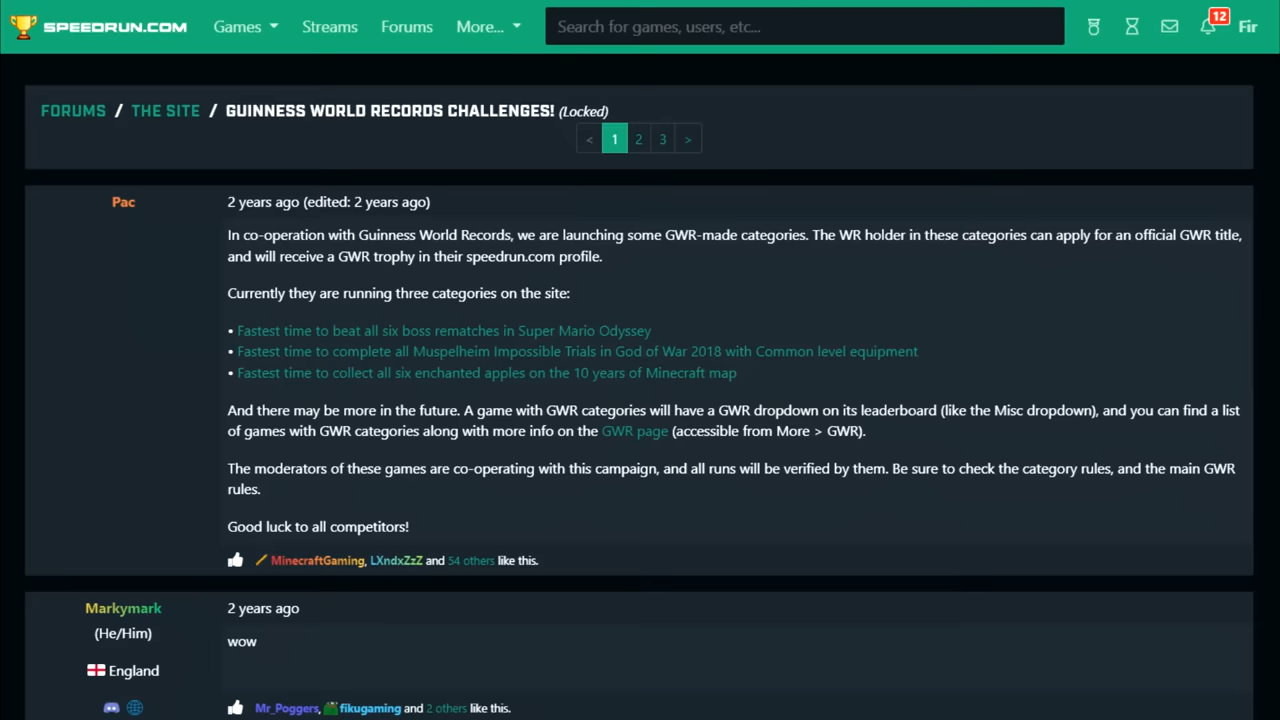 SPEEDRUN.COM Games Streams Forums More... Search for games, users, etc... 12 Fir
FORUMS / THE SITE / GUINNESS WORLD RECORDS CHALLENGES! (Locked)
< 1 2 3 >
Pac
2 years ago (edited: 2 years ago)
In co-operation with Guinness World Records, we are launching some GWR-made categories. The WR holder in these categories can apply for an official GWR title,
and will receive a GWR trophy in their speedrun.com profile.
Currently they are running three categories on the site:
• Fastest time to beat all six boss rematches in Super Mario Odyssey
• Fastest time to complete all Muspelheim Impossible Trials in God of War 2018 with Common level equipment
• Fastest time to collect all six enchanted apples on the 10 years of Minecraft map
And there may be more in the future. A game with GWR categories will have a GWR dropdown on its leaderboard (like the Misc dropdown), and you can find a list
of games with GWR categories along with more info on the GWR page (accessible from More > GWR).
The moderators of these games are co-operating with this campaign, and all runs will be verified by them. Be sure to check the category rules, and the main GWR
rules.
Good luck to all competitors!
MinecraftGaming, LXndxZzZ and 54 others like this.
Markymark
(He/Him)
England
2 years ago
wow
Mr_Poggers, fikugaming and 2 others like this.